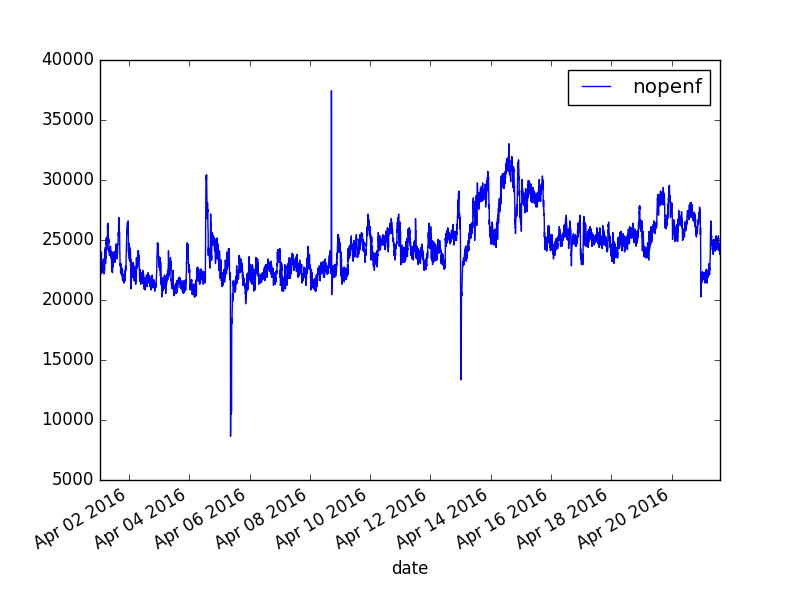 40000
35000
30000
25000
20000
15000
10000
5000
nopenf
Apr 02 2016
Apr 04 2016
Apr 06 2016
Apr 08 2016
Apr 10 2016
Apr 12 2016
Apr 14 2016
Apr 16 2016
Apr 18 2016
Apr 20 2016
date